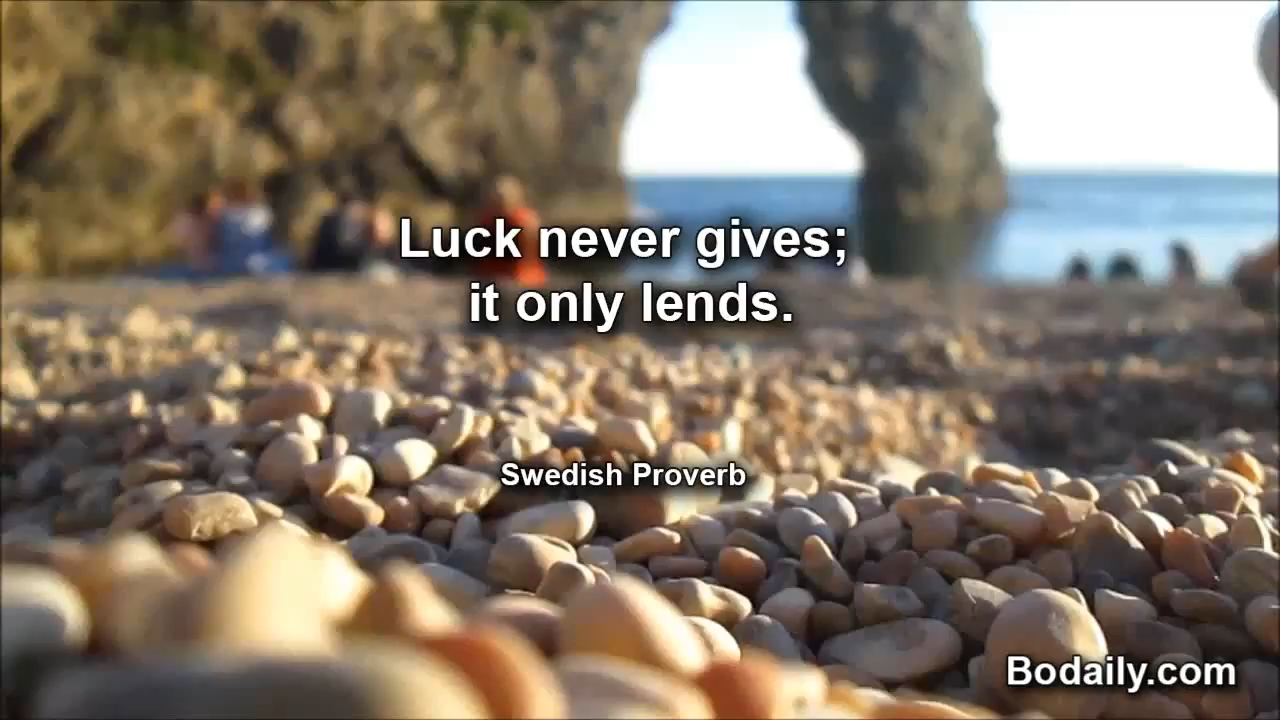 Luck never gives;
it only lends.
Swedish Proverb
Bodaily.com